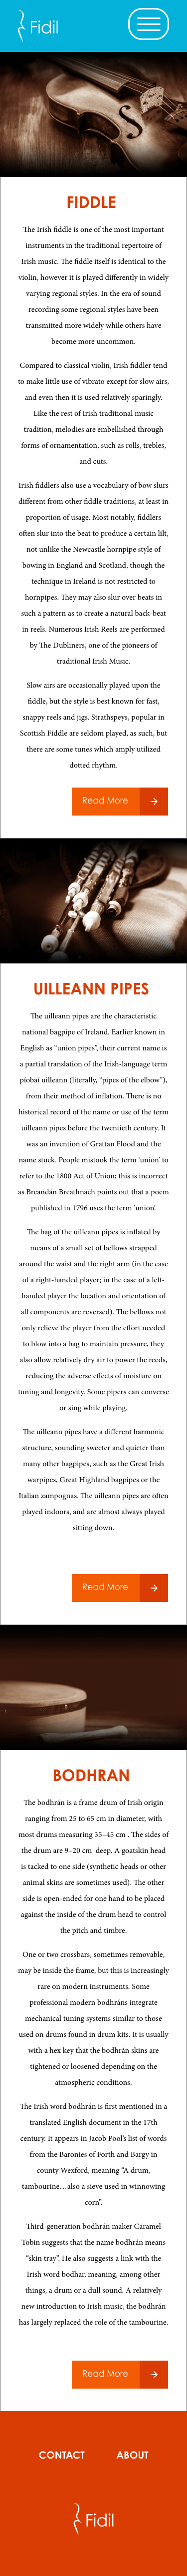 Fidil
FIDDLE
The Irish fiddle is one of the most important
instruments in the traditional repertoire of
Irish music. The fiddle itself is identical to the
violin, however it is played differently in widely
varying regional styles. In the era of sound
recording some regional styles have been
transmitted more widely while others have
become more uncommon.
Compared to classical violin, Irish fiddler tend
to make little use of vibrato except for slow airs,
and even then it is used relatively sparingly.
Like the rest of Irish traditional music
tradition, melodies are embellished through
forms of ornamentation, such as rolls, trebles,
and cuts.
Irish fiddlers also use a vocabulary of bow slurs
different from other fiddle traditions, at least in
proportion of usage. Most notably, fiddlers
often slur into the beat to produce a certain lilt,
not unlike the Newcastle hornpipe style of
bowing in England and Scotland, though the
technique in Ireland is not restricted to
hornpipes. They may also slur over beats in
such a pattern as to create a natural back-beat
in reels. Numerous Irish Reels are performed
by The Dubliners, one of the pioneers of
traditional Irish Music.
Slow airs are occasionally played upon the
fiddle, but the style is best known for fast,
snappy reels and jigs. Strathspeys, popular in
Scottish Fiddle are seldom played, as such, but
there are some tunes which amply utilized
dotted rhythm.
Read More
UILLEANN PIPES
The uilleann pipes are the characteristic
national bagpipe of Ireland. Earlier known in
English as “union pipes”, their current name is
a partial translation of the Irish-language term
píobaí uilleann (literally, “pipes of the elbow”),
from their method of inflation. There is no
historical record of the name or use of the term
uilleann pipes before the twentieth century. It
was an invention of Grattan Flood and the
name stuck. People mistook the term ‘union’ to
refer to the 1800 Act of Union; this is incorrect
as Breandán Breathnach points out that a poem
published in 1796 uses the term ‘union’.
The bag of the uilleann pipes is inflated by
means of a small set of bellows strapped
around the waist and the right arm (in the case
of a right-handed player; in the case of a left-
handed player the location and orientation of
all components are reversed). The bellows not
only relieve the player from the effort needed
to blow into a bag to maintain pressure, they
also allow relatively dry air to power the reeds,
reducing the adverse effects of moisture on
tuning and longevity. Some pipers can converse
or sing while playing.
The uilleann pipes have a different harmonic
structure, sounding sweeter and quieter than
many other bagpipes, such as the Great Irish
warpipes, Great Highland bagpipes or the
Italian zampognas. The uilleann pipes are often
played indoors, and are almost always played
sitting down.
Read More
BODHRAN
The bodhrán is a frame drum of Irish origin
ranging from 25 to 65 cm in diameter, with
most drums measuring 35–45 cm . The sides of
the drum are 9–20 cm deep. A goatskin head
is tacked to one side (synthetic heads or other
animal skins are sometimes used). The other
side is open-ended for one hand to be placed
against the inside of the drum head to control
the pitch and timbre.
One or two crossbars, sometimes removable,
may be inside the frame, but this is increasingly
rare on modern instruments. Some
professional modern bodhráns integrate
mechanical tuning systems similar to those
used on drums found in drum kits. It is usually
with a hex key that the bodhrán skins are
tightened or loosened depending on the
atmospheric conditions.
The Irish word bodhrán is first mentioned in a
translated English document in the 17th
century. It appears in Jacob Pool’s list of words
from the Baronies of Forth and Bargy in
county Wexford, meaning “A drum,
tambourine…also a sieve used in winnowing
corn”.
Third-generation bodhrán maker Caramel
Tobin suggests that the name bodhrán means
“skin tray”. He also suggests a link with the
Irish word bodhar, meaning, among other
things, a drum or a dull sound. A relatively
new introduction to Irish music, the bodhrán
has largely replaced the role of the tambourine.
Read More
CONTACT ABOUT
Fidil